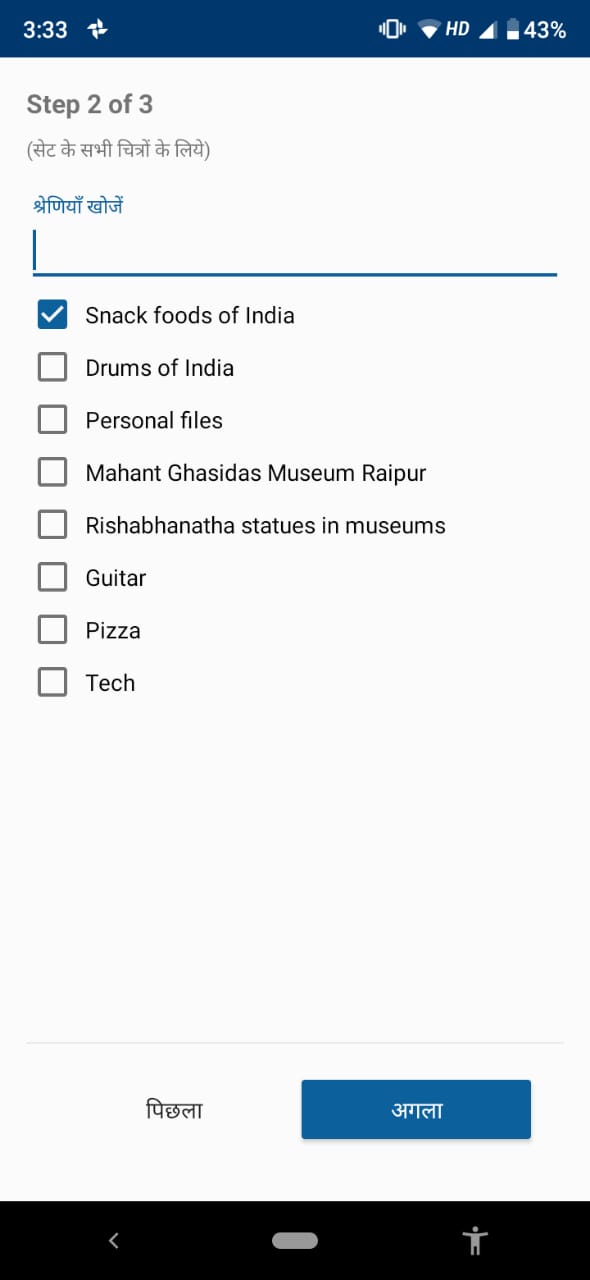 3:33 HD 43%
Step 2 of 3
(सेट के सभी चित्रों के लिये)
श्रेणियाँ खोजें
Snack foods of India
Drums of India
Personal files
Mahant Ghasidas Museum Raipur
Rishabhanatha statues in museums
Guitar
Pizza
Tech
पिछला अगला